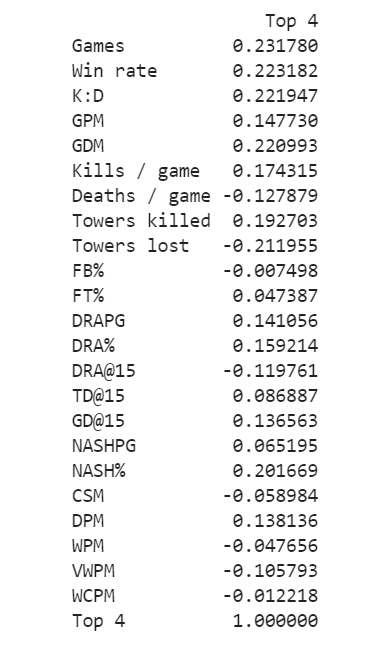 Top 4
Games 0.231780
Win rate 0.223182
K:D 0.221947
GPM 0.147730
GDM 0.220993
Kills / game 0.174315
Deaths / game -0.127879
Towers killed 0.192703
Towers lost -0.211955
FB% -0.007498
FT% 0.047387
DRAPG 0.141056
DRA% 0.159214
DRA@15 -0.119761
TD@15 0.086887
GD@15 0.136563
NASHPG 0.065195
NASH% 0.201669
CSM -0.058984
DPM 0.138136
WPM -0.047656
VWPM -0.105793
WCPM -0.012218
Top 4 1.000000